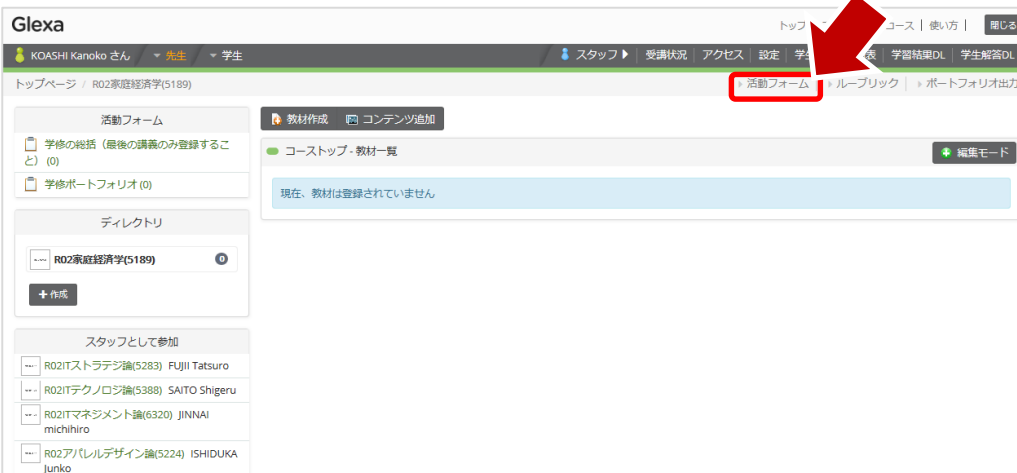 Glexa
トップ
コース | 使い方 |
閉じる
KOASHI Kanoko さん
先生
学生
スタッフ▶ | 受講状況 | アクセス | 設定 |
表 | 学習結果DL | 学生解答DL
トップページ / R02家庭経済学(5189)
活動フォーム | ルーブリック | ポートフォリオ出力
活動フォーム
学修の総括（最後の講義のみ登録するこ
と） (0)
学修ポートフォリオ (0)
ディレクトリ
R02家庭経済学(5189) 0
+ 作成
スタッフとして参加
R02ITストラテジ論(5283) FUJII Tatsuro
R02ITテクノロジ論(5388) SAITO Shigeru
R02ITマネジメント論(6320) JINNAI
michihiro
R02アパレルデザイン論(5224) ISHIDUKA
Junko
教材作成
コンテンツ追加
コーストップ - 教材一覧
編集モード
現在、教材は登録されていません